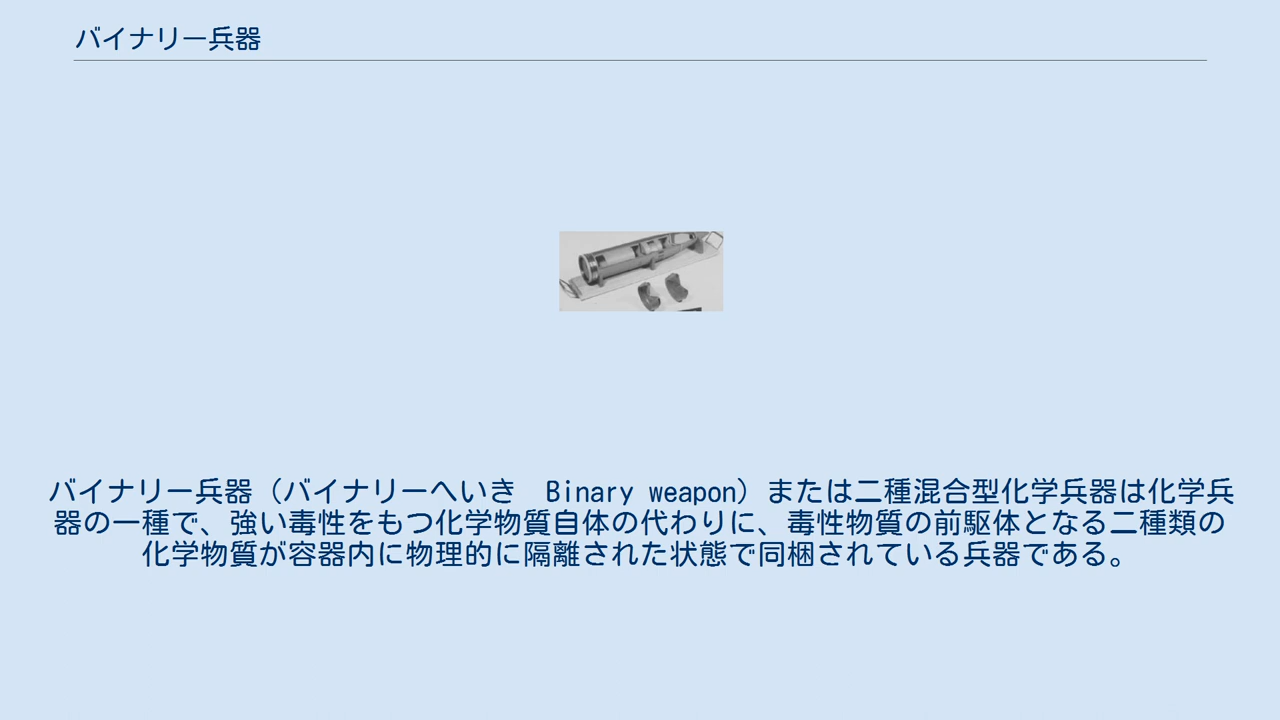 バイナリー兵器
バイナリー兵器（バイナリーへいき　Binary weapon）または二種混合型化学兵器は化学兵
器の一種で、強い毒性をもつ化学物質自体の代わりに、毒性物質の前駆体となる二種類の
化学物質が容器内に物理的に隔離された状態で同梱されている兵器である。